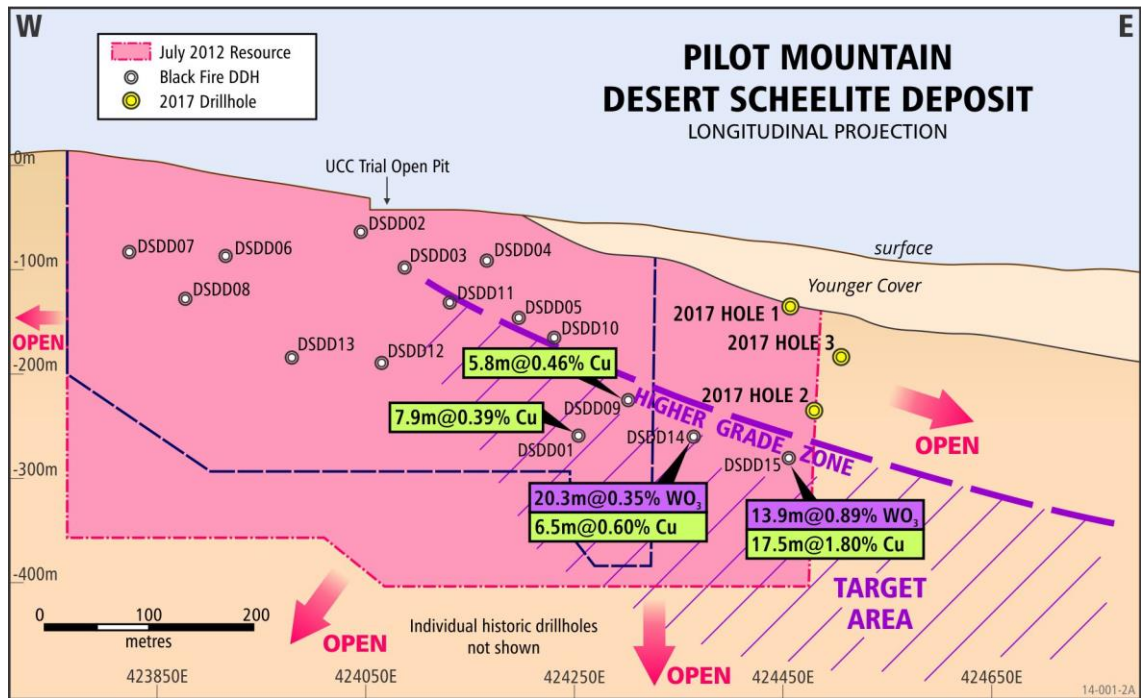 W
E
July 2012 Resource
Black Fire DDH
2017 Drillhole
PILOT MOUNTAIN
DESERT SCHEELITE DEPOSIT
LONGITUDINAL PROJECTION
0m
UCC Trial Open Pit
DSDD02
DSDD07
DSDD06
DSDD03
DSDD04
surface
-100m
DSDD08
DSDD11
Younger Cover
DSDD05
2017 HOLE 1
OPEN
DSDD10
DSDD13
DSDD12
2017 HOLE 3
-200m
5.8m@0.46% Cu
2017 HOLE 2
HIGHER GRADE ZONE
DSDD09
7.9m@0.39% Cu
DSDD01
DSDD14
OPEN
DSDD15
-300m
20.3m@0.35% WO₃
6.5m@0.60% Cu
13.9m@0.89% WO₃
17.5m@1.80% Cu
-400m
TARGET
AREA
0 100 200
metres
OPEN
Individual historic drillholes
not shown
OPEN
423850E 424050E 424250E 424450E 424650E
14-001-2A